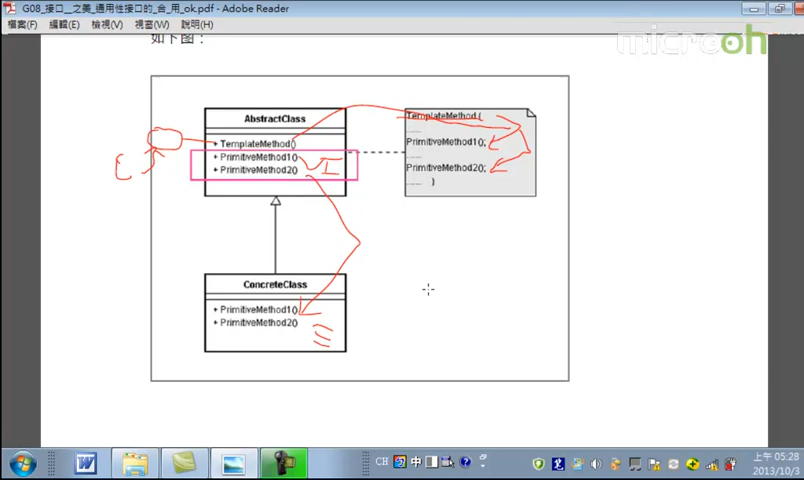 G08_接口__之美_通用性接口的_合_用_ok.pdf - Adobe Reader
檔案(F) 編輯(E) 檢視(V) 視窗(W) 說明(H)
microoh
如下图：
AbstractClass
+ TemplateMethod()
+ PrimitiveMethod1()
+ PrimitiveMethod2()
I
C
TemplateMethod {
......
PrimitiveMethod1();
......
PrimitiveMethod2();
...... }
ConcreteClass
+ PrimitiveMethod1()
+ PrimitiveMethod2()
CH 中
上午 05:28
2013/10/3